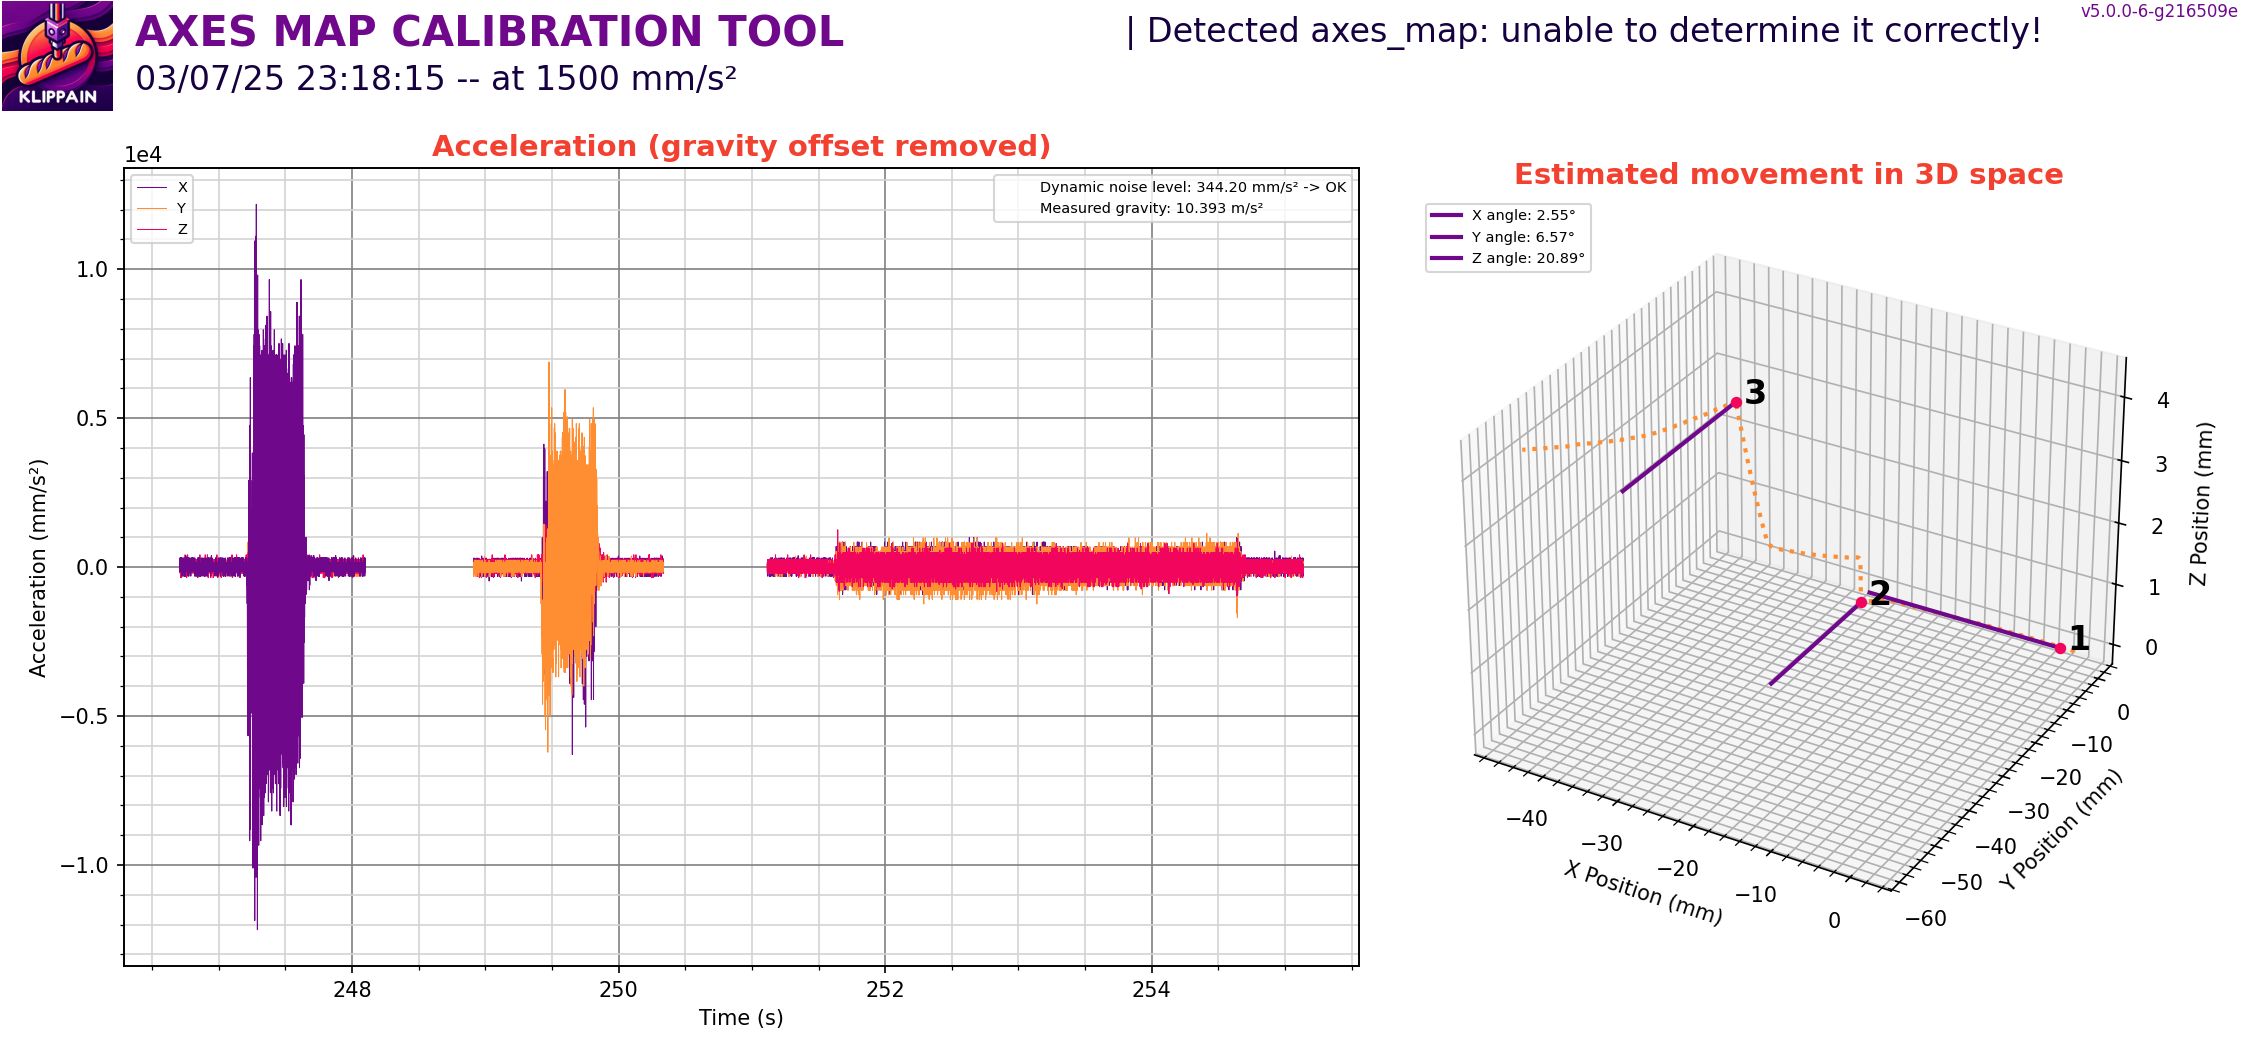 KLIPPAIN
AXES MAP CALIBRATION TOOL
03/07/25 23:18:15 -- at 1500 mm/s²
| Detected axes_map: unable to determine it correctly!
v5.0.0-6-g216509e
Acceleration (gravity offset removed)
1e4
X
Y
Z
Dynamic noise level: 344.20 mm/s² -> OK
Measured gravity: 10.393 m/s²
1.0
0.5
0.0
−0.5
−1.0
Acceleration (mm/s²)
248
250
252
254
Time (s)
Estimated movement in 3D space
X angle: 2.55°
Y angle: 6.57°
Z angle: 20.89°
3
2
1
4
3
2
1
0
Z Position (mm)
0
−10
−20
−30
−40
−50
−60
Y Position (mm)
−40
−30
−20
−10
0
X Position (mm)